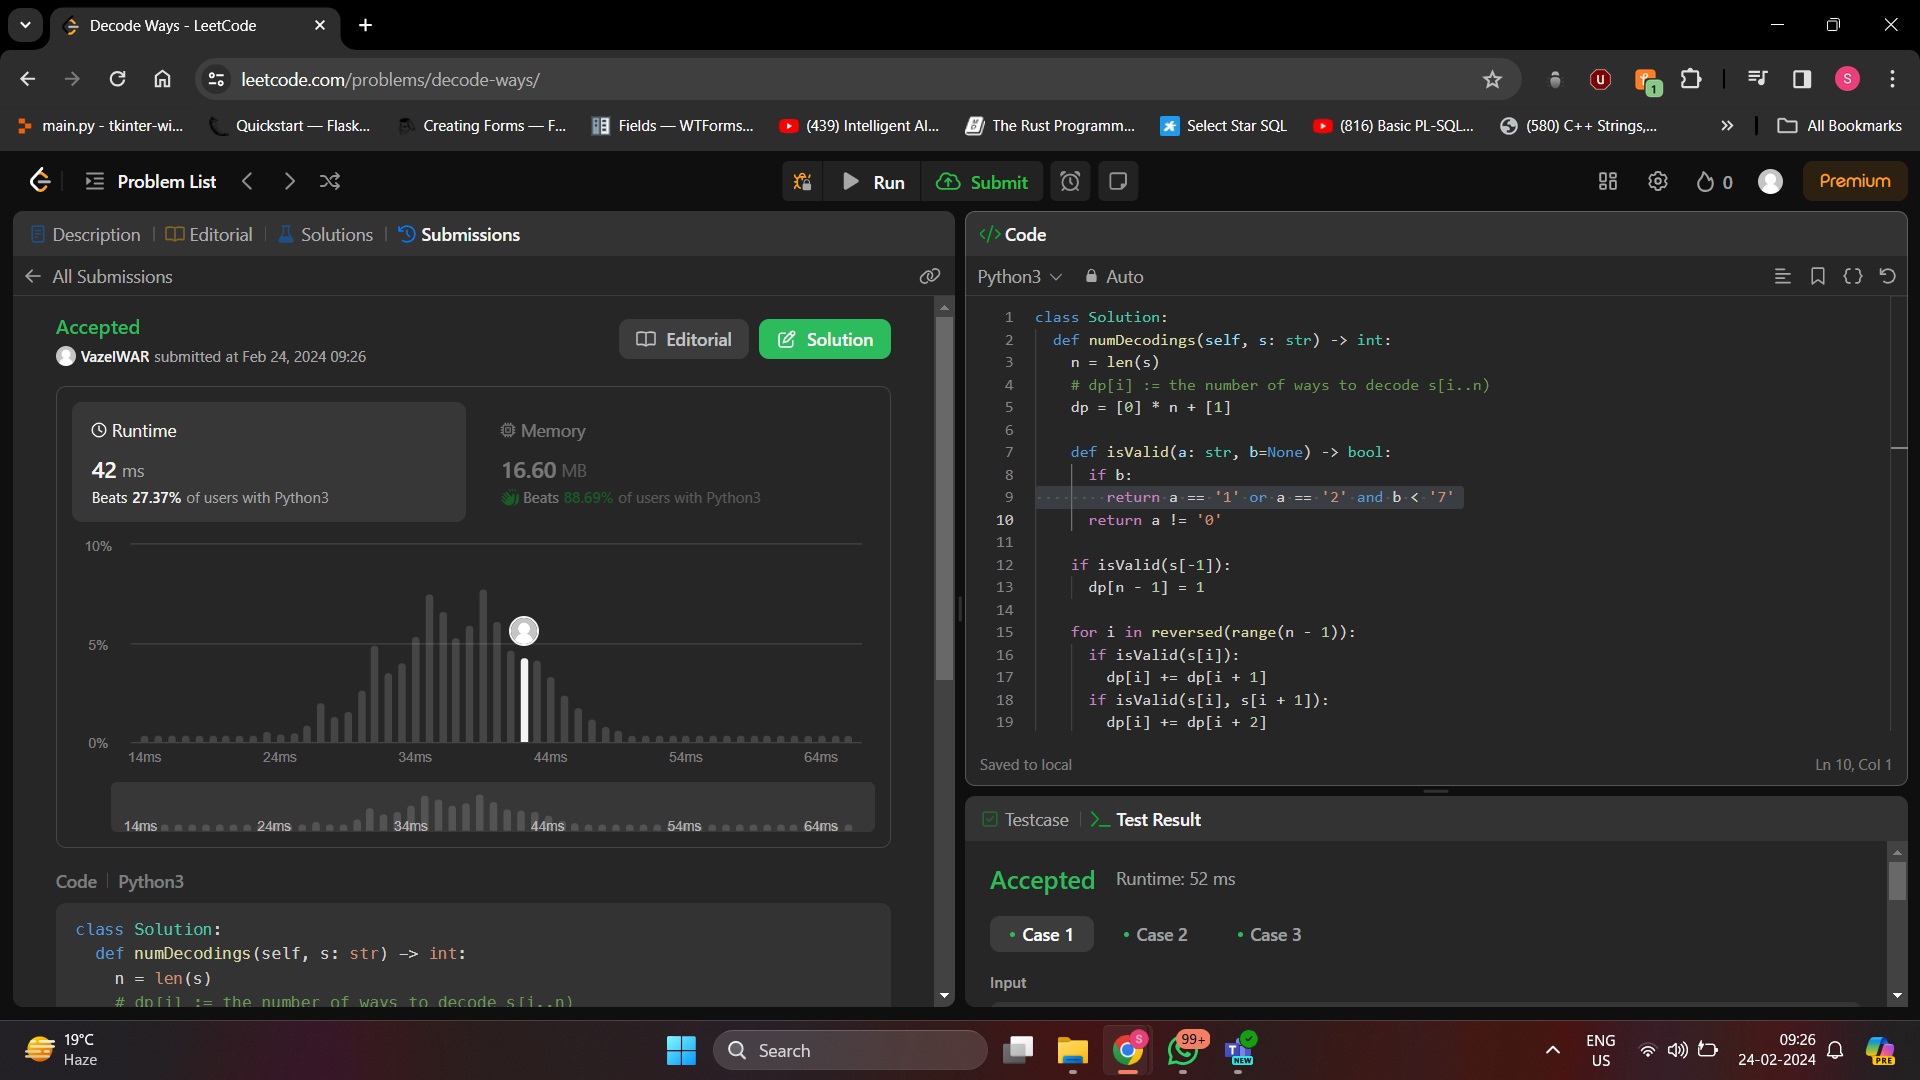 Decode Ways - LeetCode
leetcode.com/problems/decode-ways/
U
1
S
main.py - tkinter-wi...
Quickstart — Flask...
Creating Forms — F...
Fields — WTForms...
(439) Intelligent AI...
The Rust Programm...
Select Star SQL
(816) Basic PL-SQL...
(580) C++ Strings,...
»
All Bookmarks
Problem List
Run
Submit
0
Premium
Description
Editorial
Solutions
Submissions
All Submissions
Accepted
VazelWAR submitted at Feb 24, 2024 09:26
Editorial
Solution
Runtime
42 ms
Beats 27.37% of users with Python3
Memory
16.60 MB
Beats 88.69% of users with Python3
10%
5%
0%
14ms 24ms 34ms 44ms 54ms 64ms
14ms 24ms 34ms 44ms 54ms 64ms
Code | Python3
class Solution:
def numDecodings(self, s: str) -> int:
n = len(s)
# dp[i] := the number of ways to decode s[i..n)
</> Code
Python3
Auto
1 class Solution:
2 def numDecodings(self, s: str) -> int:
3 n = len(s)
4 # dp[i] := the number of ways to decode s[i..n)
5 dp = [0] * n + [1]
6
7 def isValid(a: str, b=None) -> bool:
8 if b:
9 return a == '1' or a == '2' and b < '7'
10 return a != '0'
11
12 if isValid(s[-1]):
13 dp[n - 1] = 1
14
15 for i in reversed(range(n - 1)):
16 if isValid(s[i]):
17 dp[i] += dp[i + 1]
18 if isValid(s[i], s[i + 1]):
19 dp[i] += dp[i + 2]
Saved to local
Ln 10, Col 1
Testcase
Test Result
Accepted
Runtime: 52 ms
Case 1
Case 2
Case 3
Input
19°C
Haze
Search
S
99+
T
NEW
ENG
US
09:26
24-02-2024
PRE